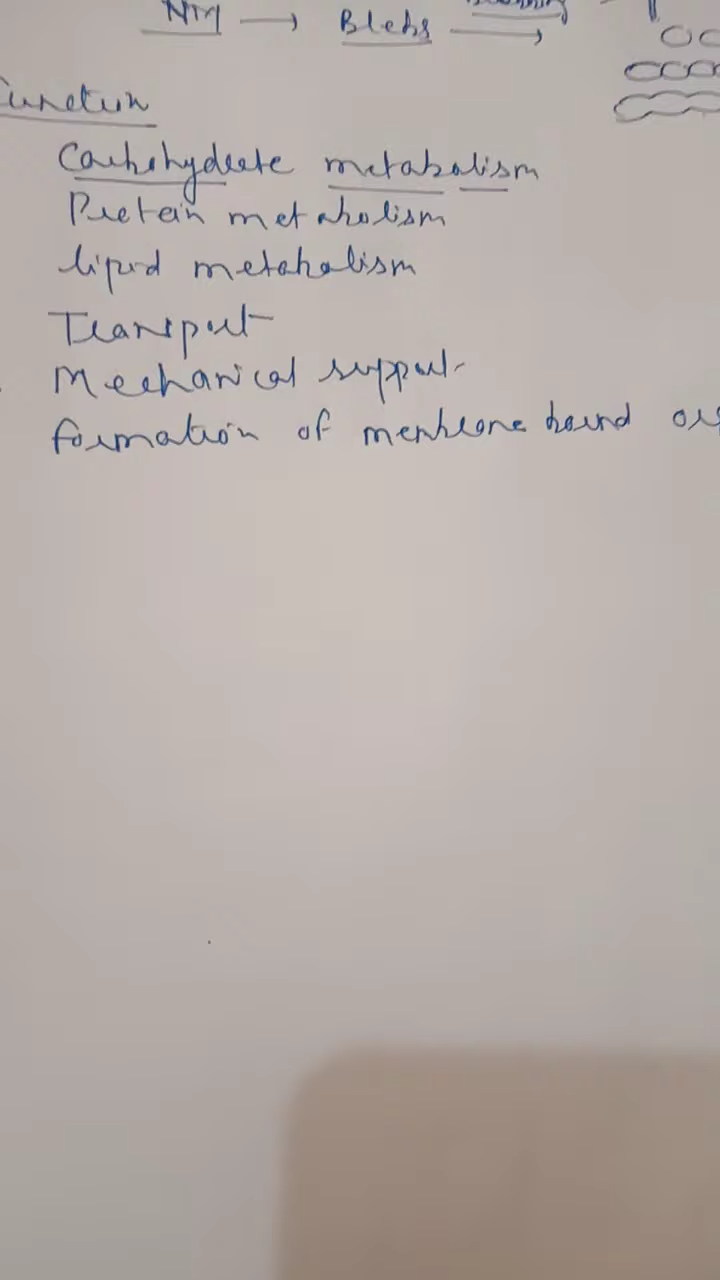 NM → Blebs →
Function
Carbohydrate metabolism
Protein metabolism
lipid metabolism
Transport
Mechanical support
formation of membrane bound